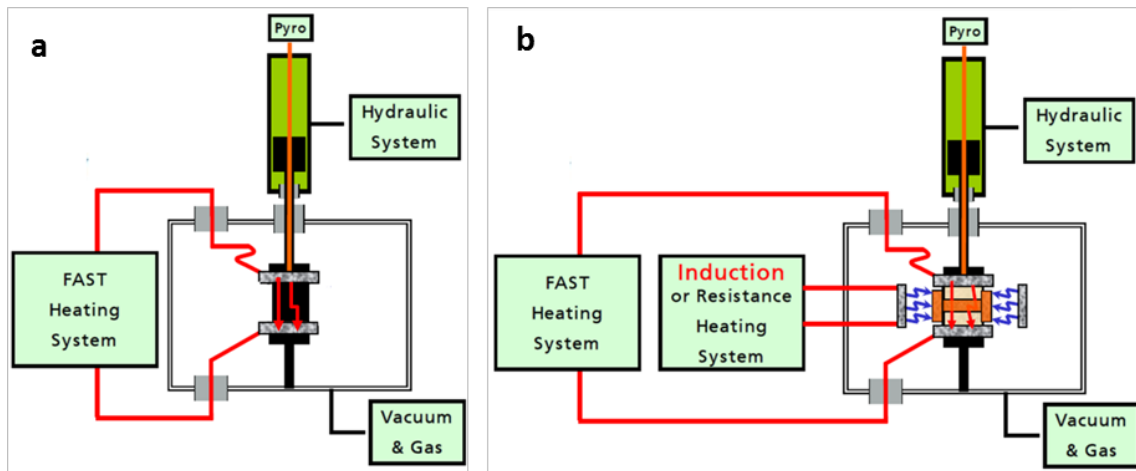 a
Pyro
Hydraulic
System
FAST
Heating
System
Vacuum
& Gas
b
Pyro
Hydraulic
System
FAST
Heating
System
Induction
or Resistance
Heating
System
Vacuum
& Gas